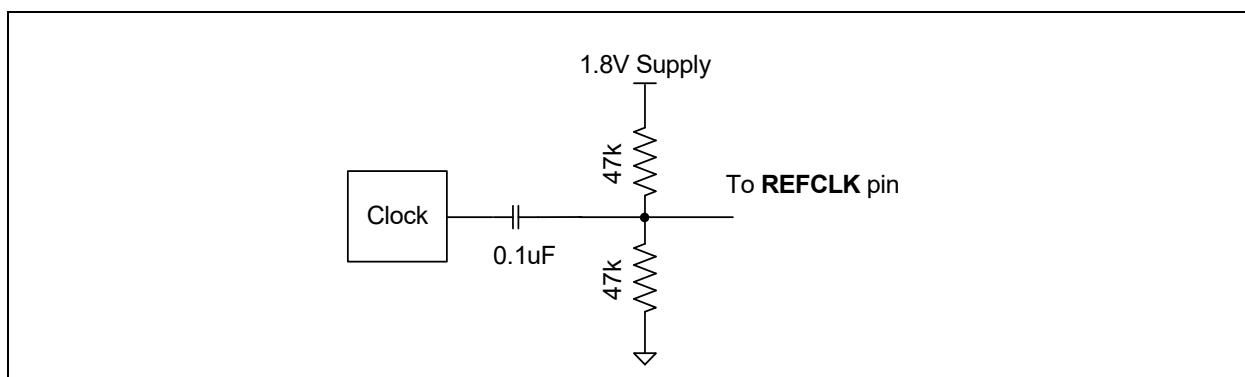 1.8V Supply
47k
To REFCLK pin
Clock
0.1uF
47k